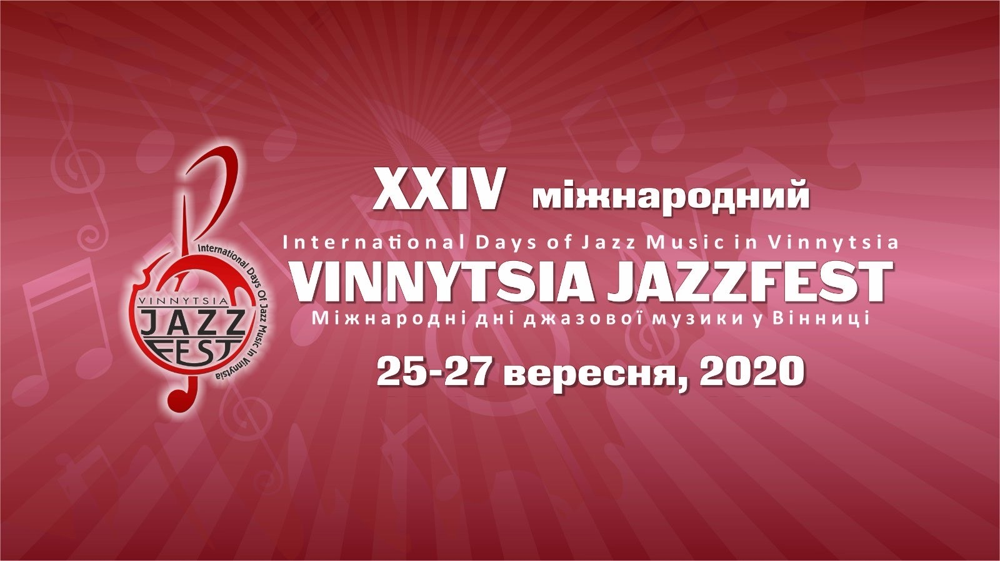 XXIV міжнародний
International Days of Jazz Music in Vinnytsia
VINNYTSIA JAZZFEST
Міжнародні дні джазової музики у Вінниці
25-27 вересня, 2020
International Days Of Jazz Music In Vinnytsia
VINNYTSIA
JAZZ
FEST